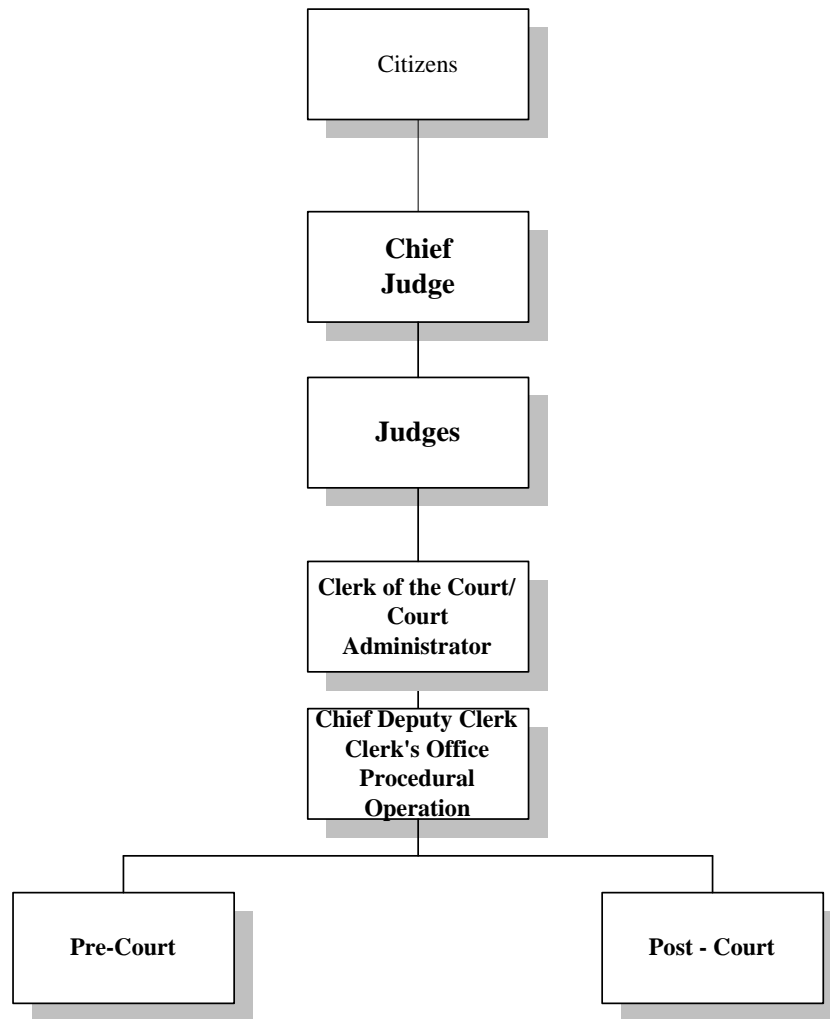 Citizens
Chief
Judge
Judges
Clerk of the Court/
Court
Administrator
Chief Deputy Clerk
Clerk's Office
Procedural
Operation
Pre-Court
Post - Court